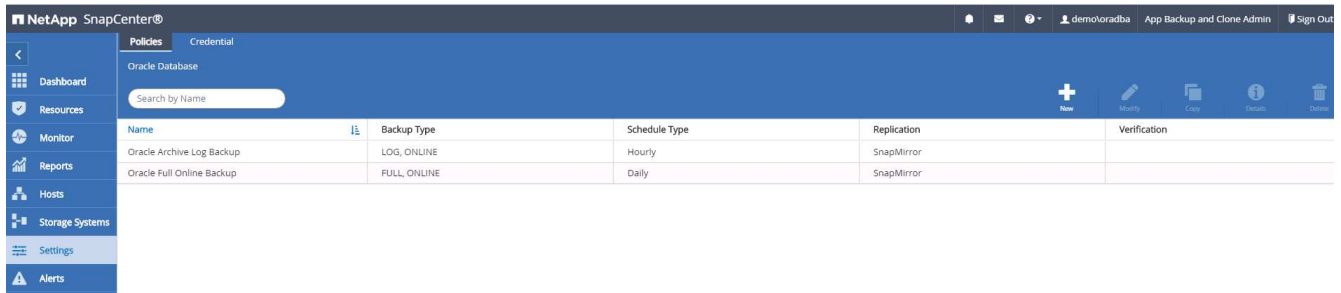 NetApp SnapCenter® demo\oradba App Backup and Clone Admin Sign Out
Policies Credential
Oracle Database
Dashboard
Search by Name
New Modify Copy Details Delete
Resources
Name Backup Type Schedule Type Replication Verification
Monitor
Oracle Archive Log Backup LOG, ONLINE Hourly SnapMirror
Reports
Oracle Full Online Backup FULL, ONLINE Daily SnapMirror
Hosts
Storage Systems
Settings
Alerts